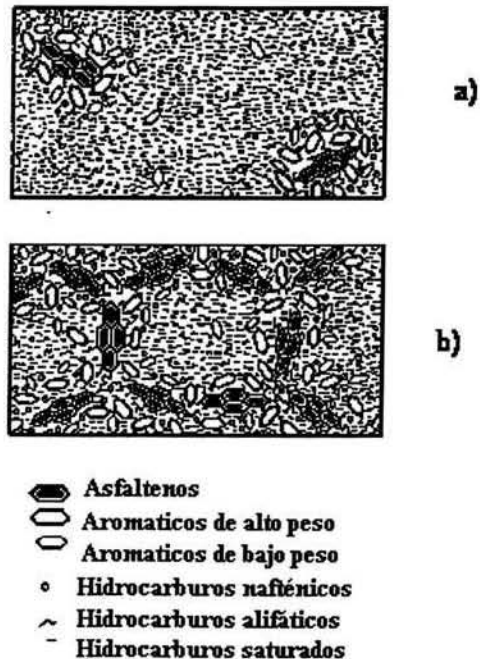 a)
b)
Asfaltenos
Aromaticos de alto peso
Aromaticos de bajo peso
Hidrocarburos nafténicos
Hidrocarburos alifáticos
Hidrocarburos saturados